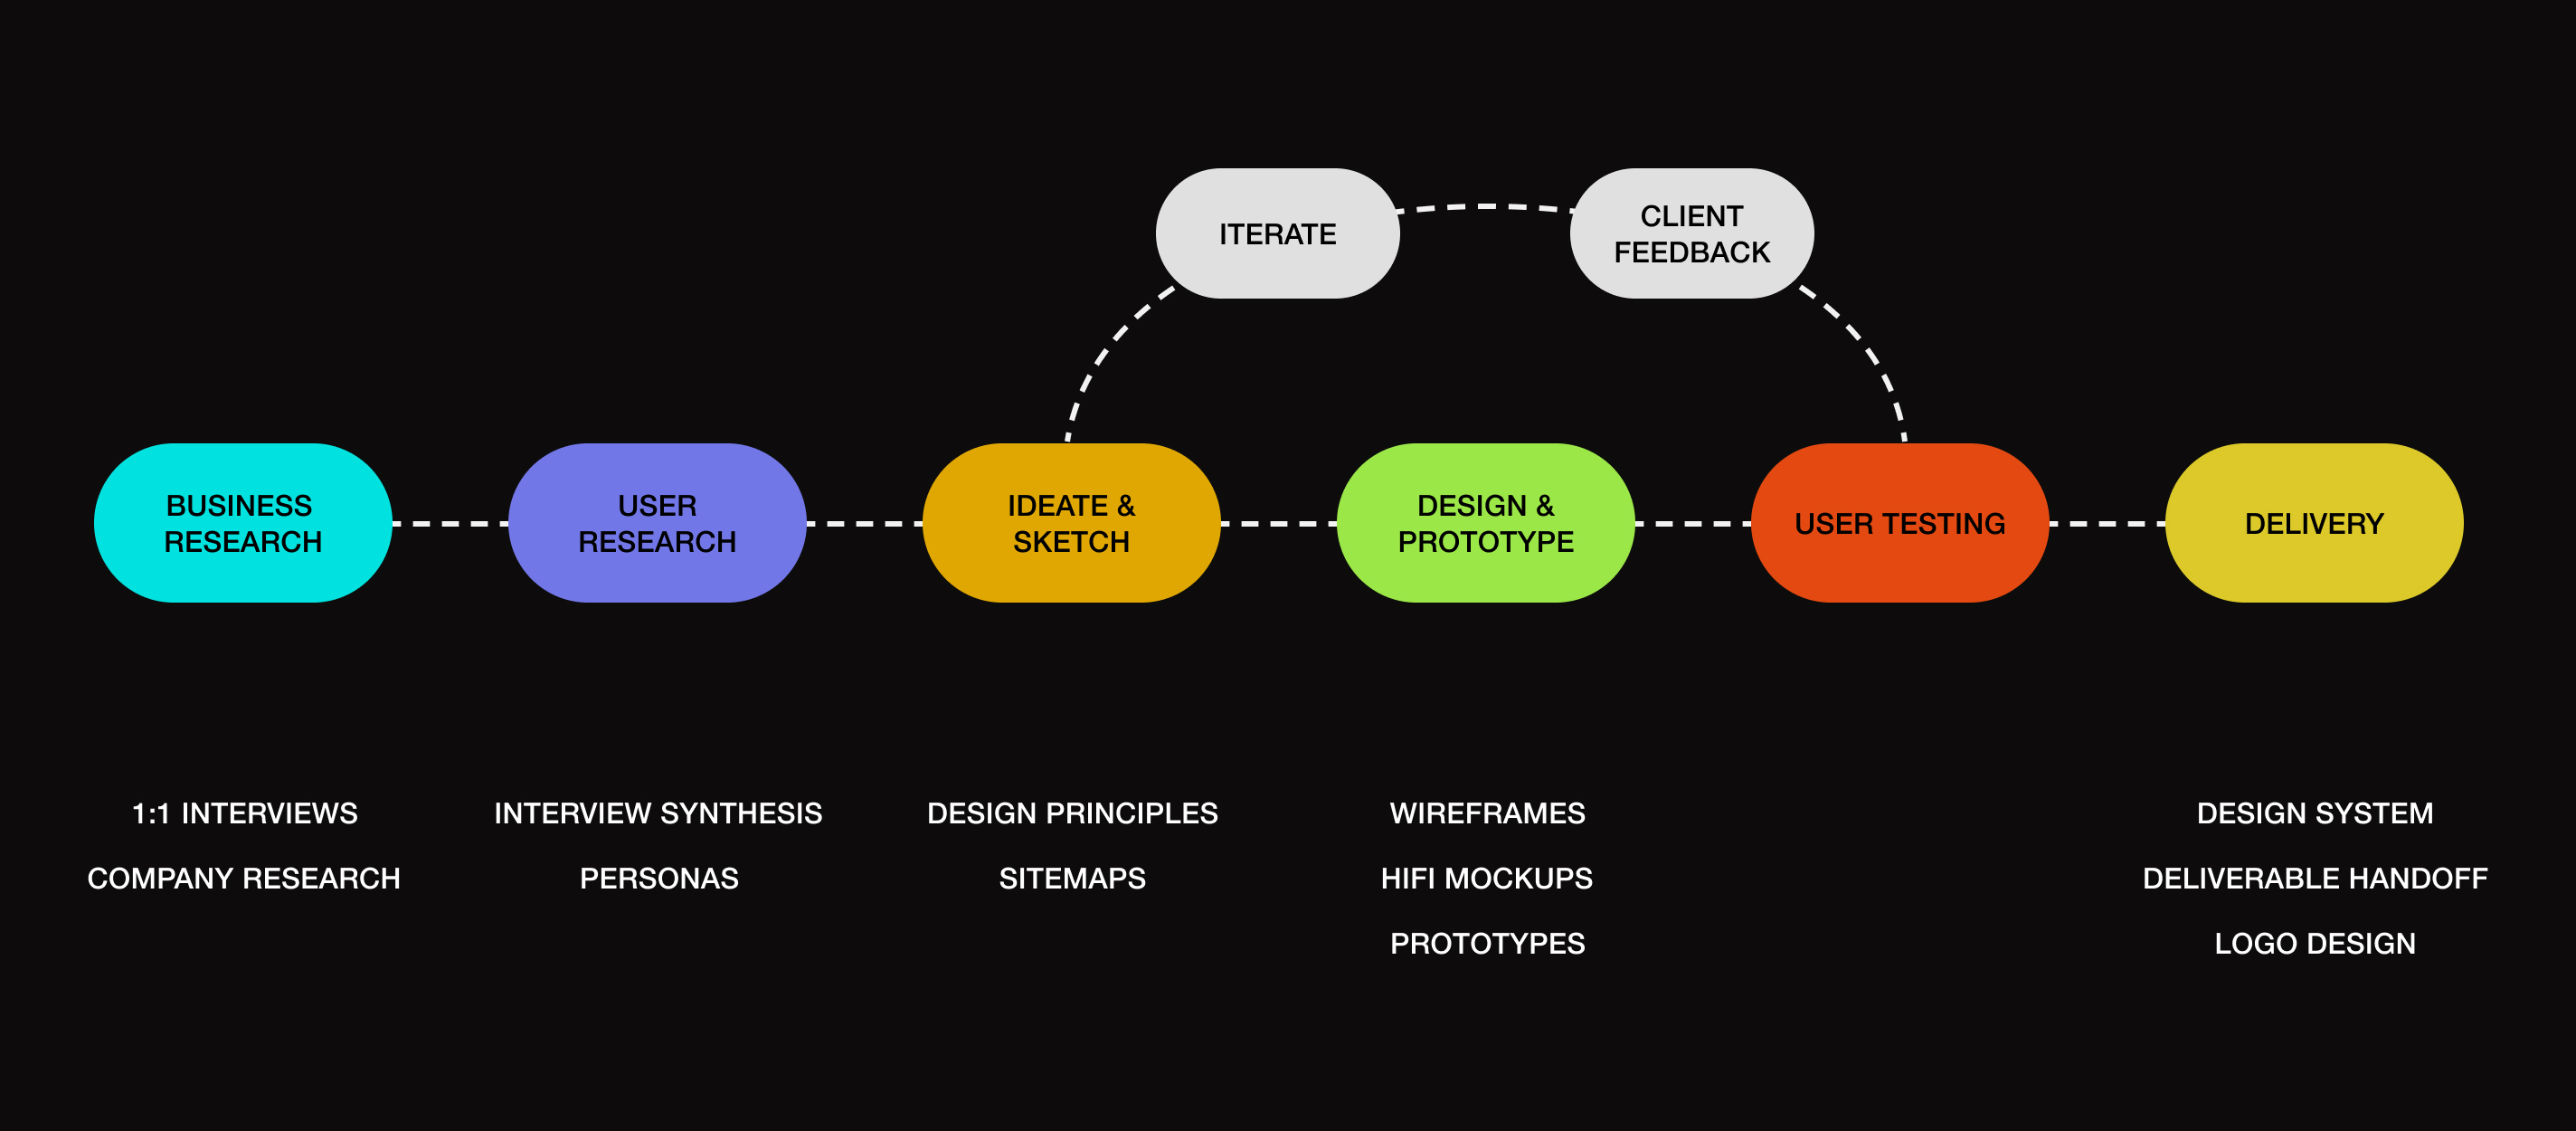 ITERATE
CLIENT
FEEDBACK
BUSINESS
RESEARCH
USER
RESEARCH
IDEATE &
SKETCH
DESIGN &
PROTOTYPE
USER TESTING
DELIVERY
1:1 INTERVIEWS
COMPANY RESEARCH
INTERVIEW SYNTHESIS
PERSONAS
DESIGN PRINCIPLES
SITEMAPS
WIREFRAMES
HIFI MOCKUPS
PROTOTYPES
DESIGN SYSTEM
DELIVERABLE HANDOFF
LOGO DESIGN